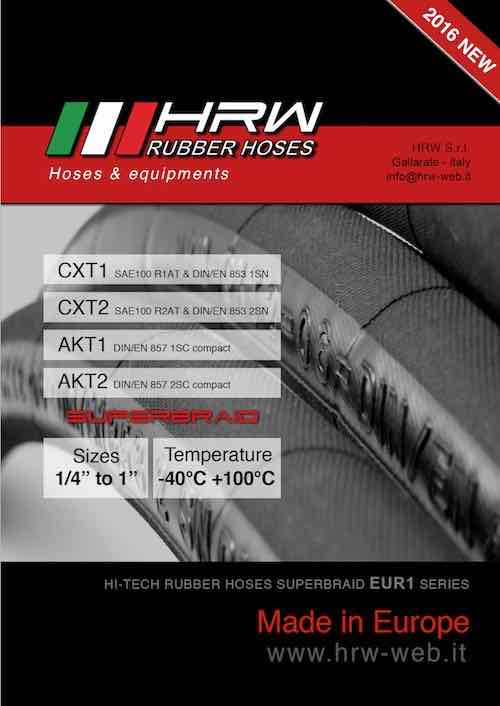 2016 NEW
HRW
RUBBER HOSES
Hoses & equipments
HRW S.r.l.
Gallarate - Italy
info@hrw-web.it
CXT1 SAE100 R1AT & DIN/EN 853 1SN
CXT2 SAE100 R2AT & DIN/EN 853 2SN
AKT1 DIN/EN 857 1SC compact
AKT2 DIN/EN 857 2SC compact
SUPERBRAID
Sizes
1/4” to 1”
Temperature
-40°C +100°C
HI-TECH RUBBER HOSES SUPERBRAID EUR1 SERIES
Made in Europe
www.hrw-web.it